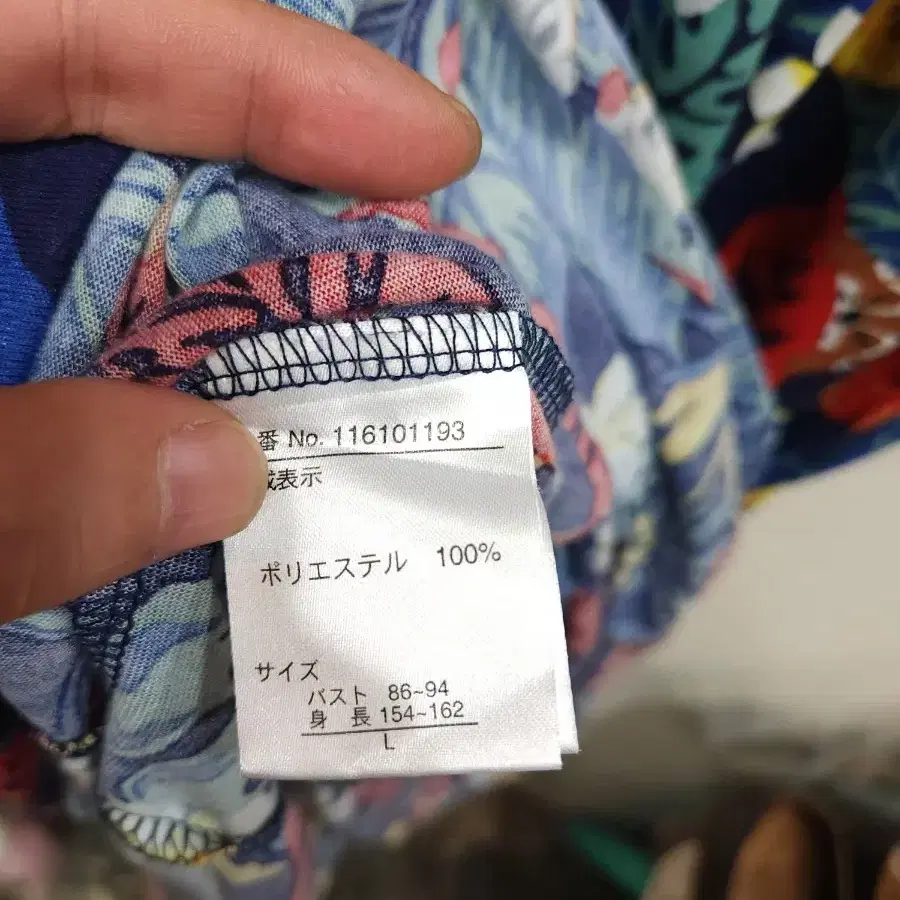 番 No. 116101193
成表示
ポリエステル 100%
サイズ
バスト 86~94
身 長 154~162
L